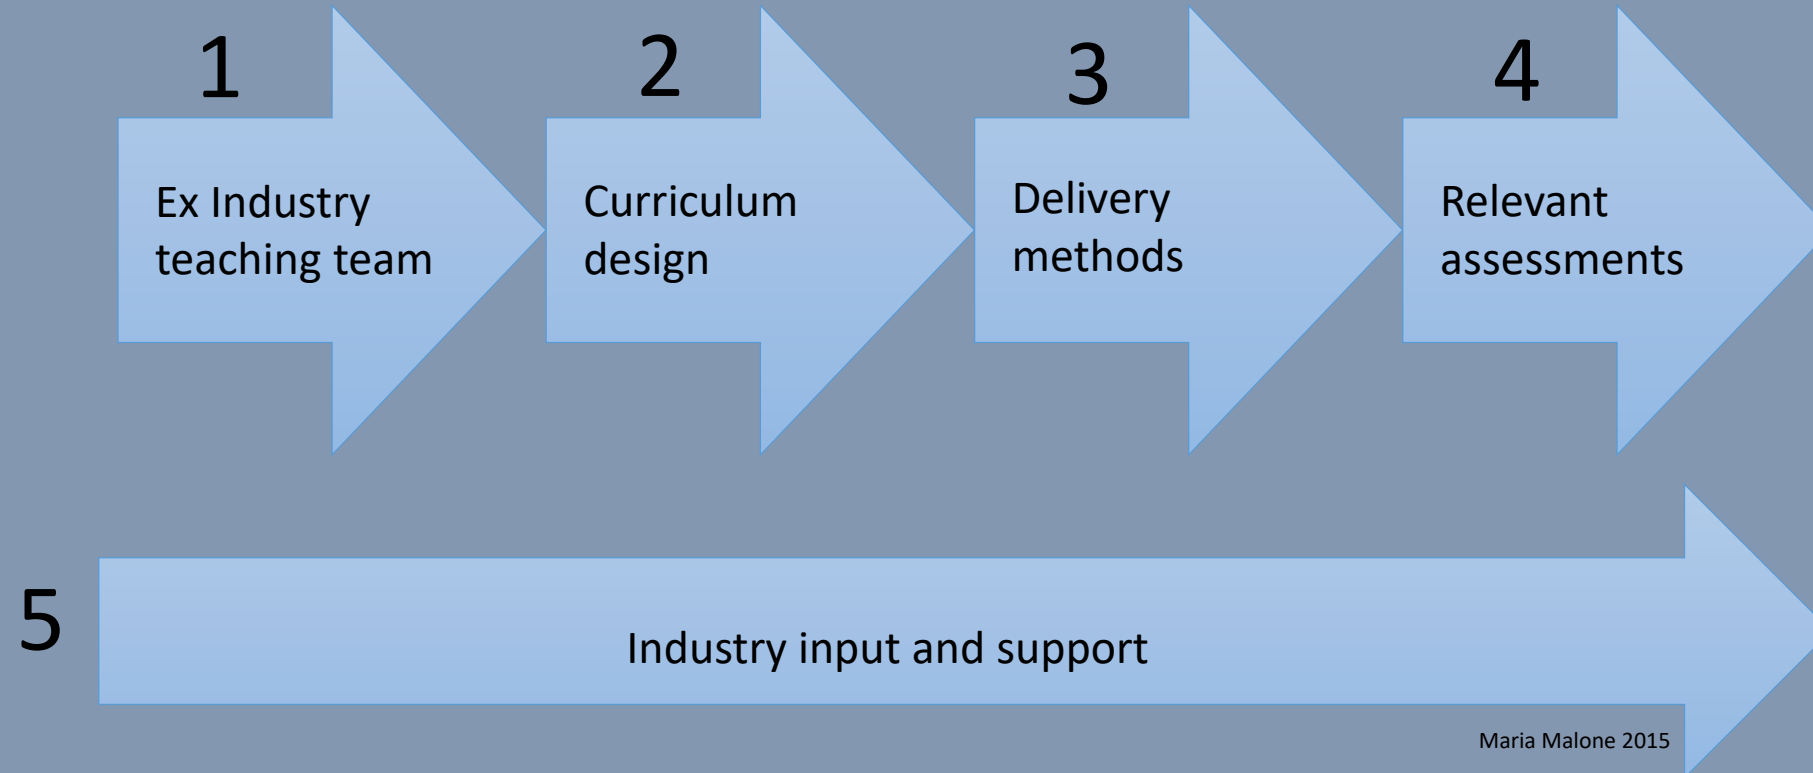 1
Ex Industry
teaching team
2
Curriculum
design
3
Delivery
methods
4
Relevant
assessments
5
Industry input and support
Maria Malone 2015